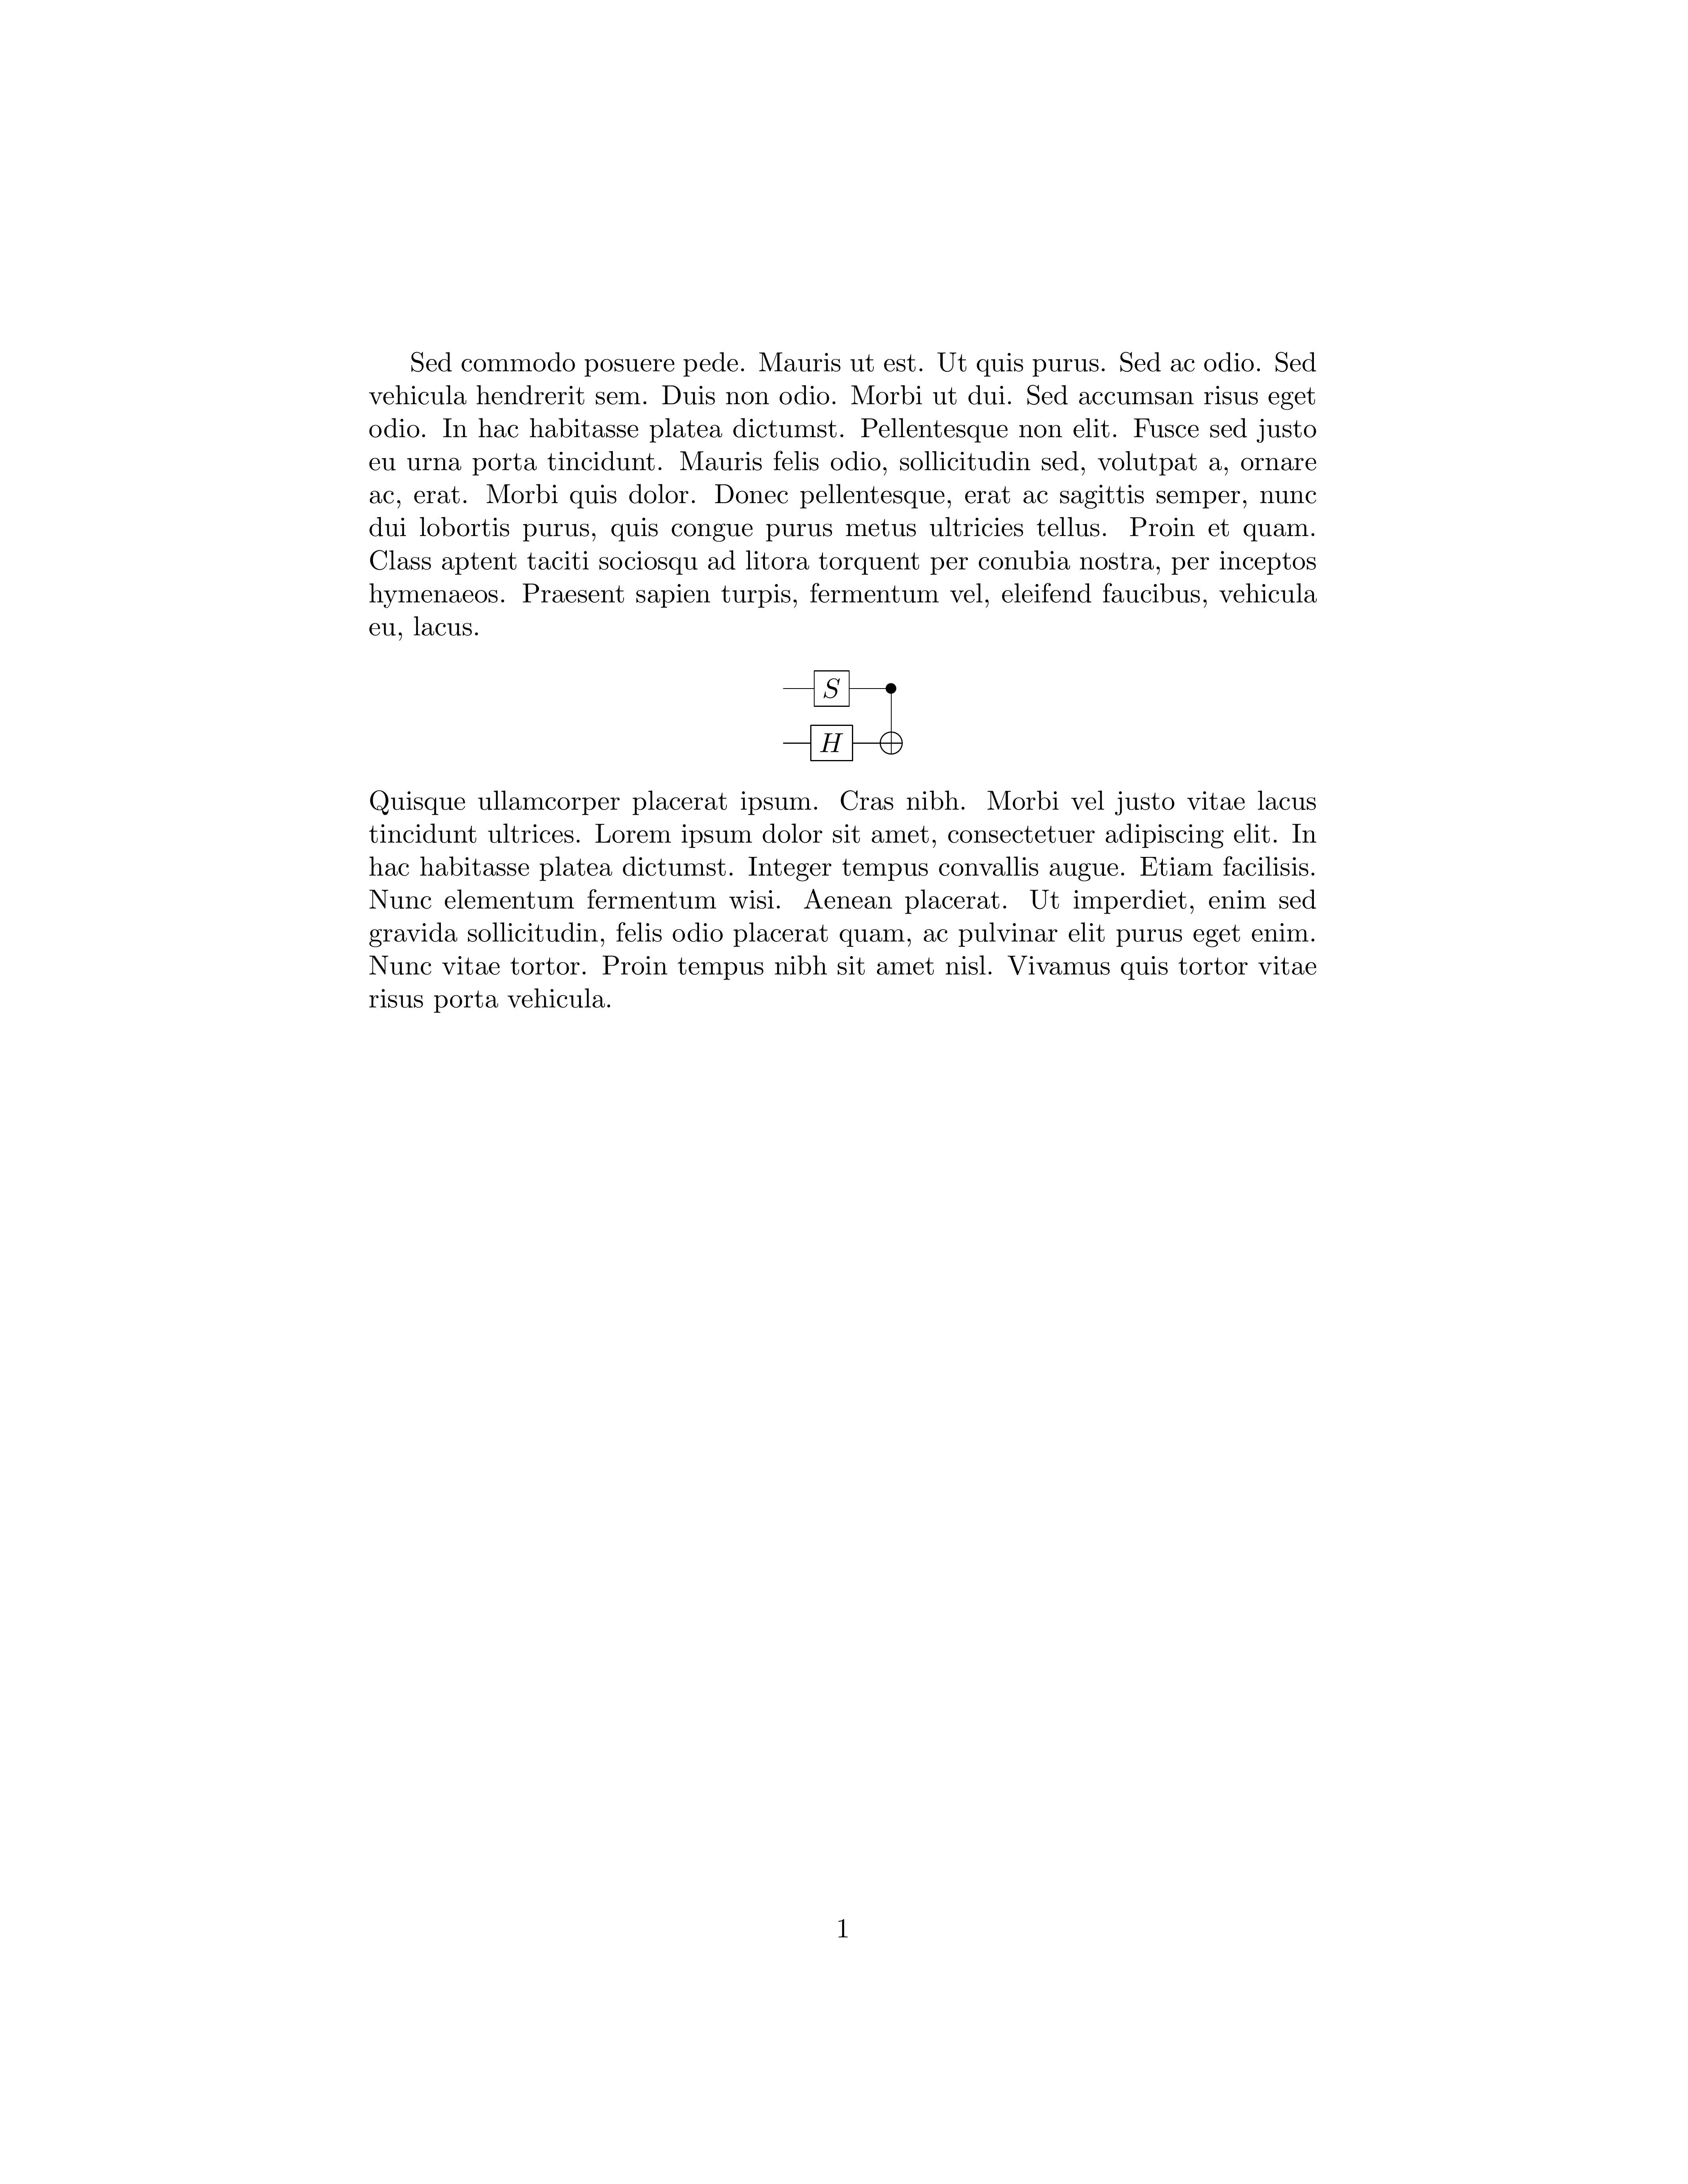 Sed commodo posuere pede. Mauris ut est. Ut quis purus. Sed ac odio. Sed
vehicula hendrerit sem. Duis non odio. Morbi ut dui. Sed accumsan risus eget
odio. In hac habitasse platea dictumst. Pellentesque non elit. Fusce sed justo
eu urna porta tincidunt. Mauris felis odio, sollicitudin sed, volutpat a, ornare
ac, erat. Morbi quis dolor. Donec pellentesque, erat ac sagittis semper, nunc
dui lobortis purus, quis congue purus metus ultricies tellus. Proin et quam.
Class aptent taciti sociosqu ad litora torquent per conubia nostra, per inceptos
hymenaeos. Praesent sapien turpis, fermentum vel, eleifend faucibus, vehicula
eu, lacus.
S
H
Quisque ullamcorper placerat ipsum. Cras nibh. Morbi vel justo vitae lacus
tincidunt ultrices. Lorem ipsum dolor sit amet, consectetuer adipiscing elit. In
hac habitasse platea dictumst. Integer tempus convallis augue. Etiam facilisis.
Nunc elementum fermentum wisi. Aenean placerat. Ut imperdiet, enim sed
gravida sollicitudin, felis odio placerat quam, ac pulvinar elit purus eget enim.
Nunc vitae tortor. Proin tempus nibh sit amet nisl. Vivamus quis tortor vitae
risus porta vehicula.
1